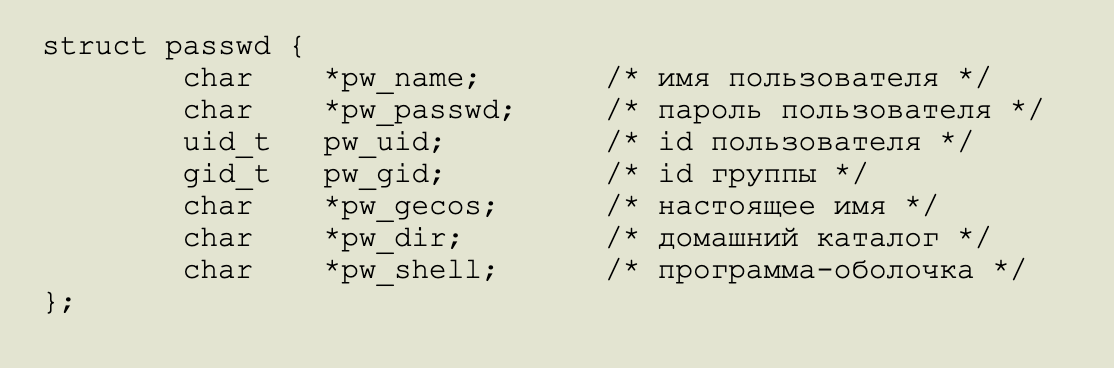 struct passwd {
char *pw_name; /* имя пользователя */
char *pw_passwd; /* пароль пользователя */
uid_t pw_uid; /* id пользователя */
gid_t pw_gid; /* id группы */
char *pw_gecos; /* настоящее имя */
char *pw_dir; /* домашний каталог */
char *pw_shell; /* программа-оболочка */
};